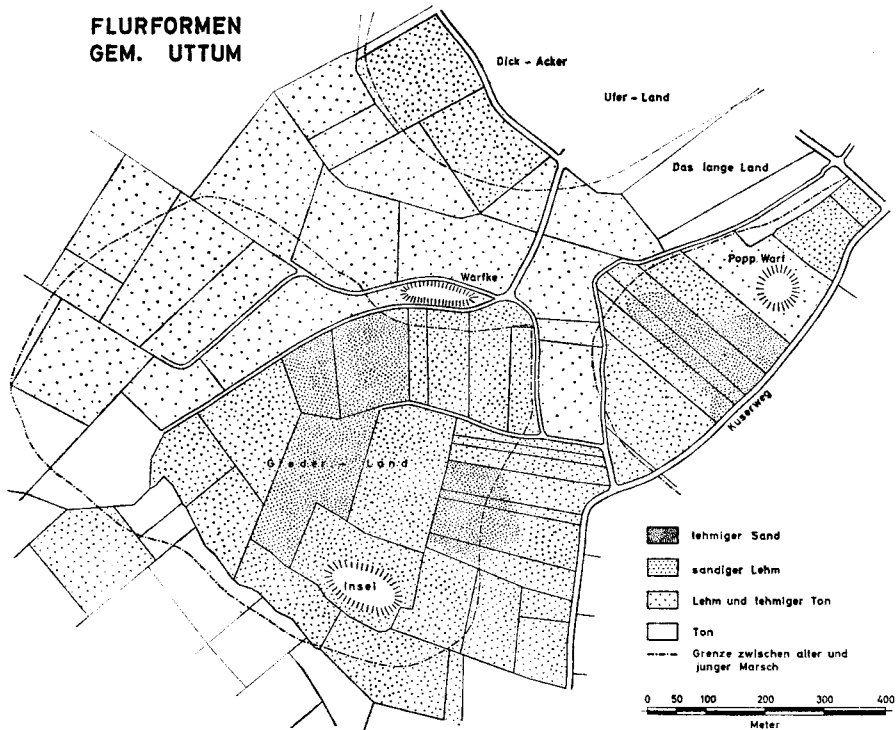 FLURFORMEN
GEM. UTTUM
Dick - Acker
Ufer - Land
Das lange Land
Popp Warf
Warfke
Kuserweg
Greder - Land
Insel
lehmiger Sand
sandiger Lehm
Lehm und lehmiger Ton
Ton
Grenze zwischen alter und
junger Marsch
0 50 100 200 300 400
Meter